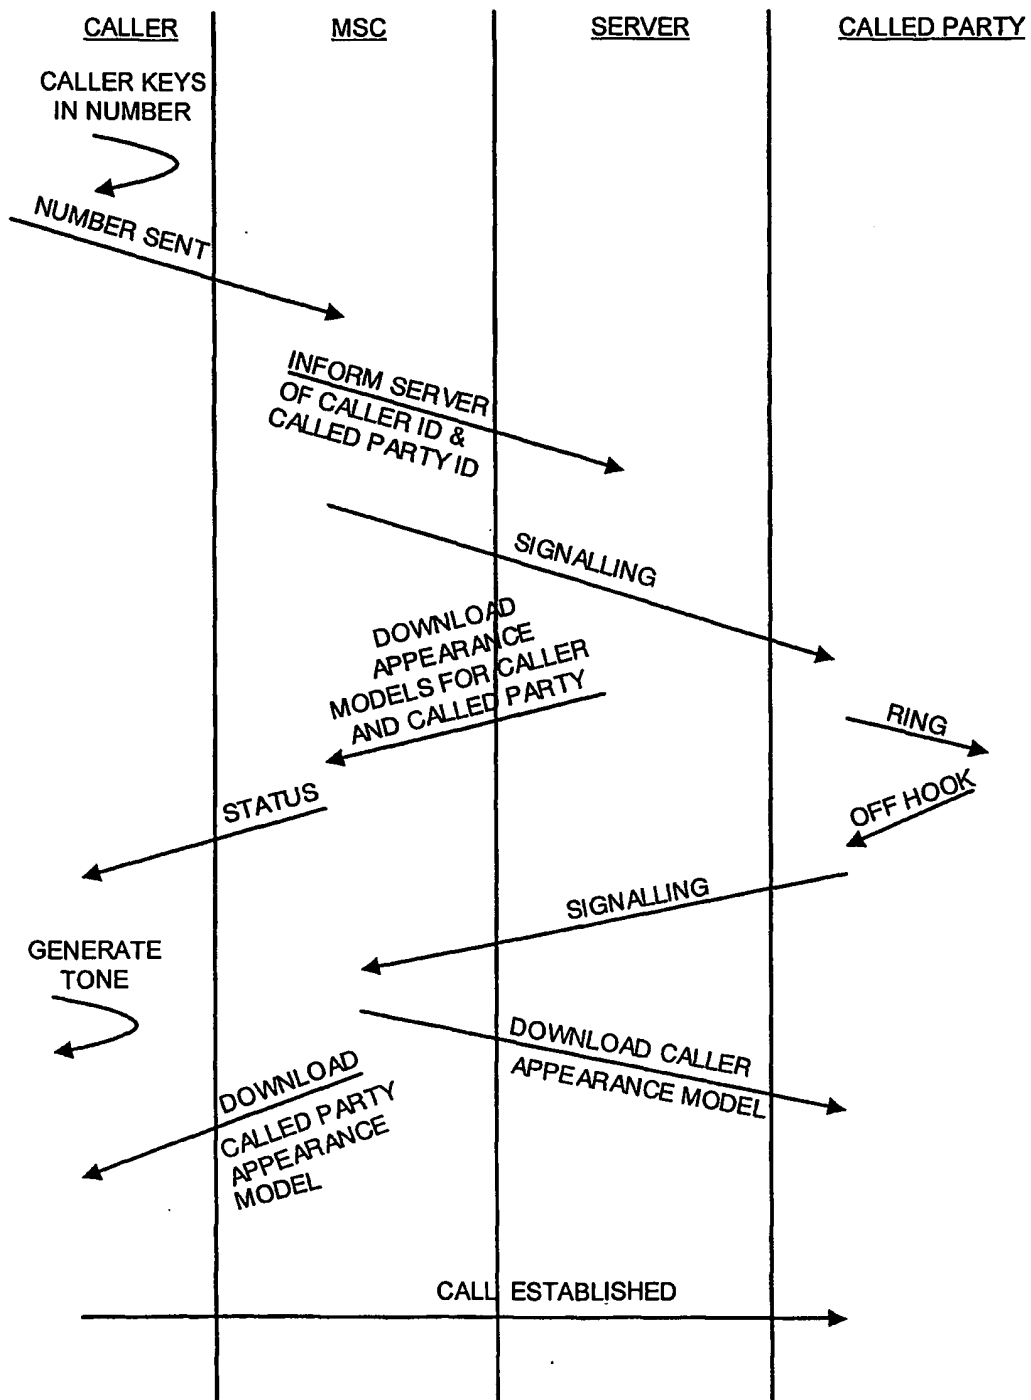 CALLER
MSC
SERVER
CALLED PARTY
CALLER KEYS
IN NUMBER
NUMBER SENT
INFORM SERVER
OF CALLER ID &
CALLED PARTY ID
SIGNALLING
DOWNLOAD
APPEARANCE
MODELS FOR CALLER
AND CALLED PARTY
RING
STATUS
OFF HOOK
SIGNALLING
GENERATE
TONE
DOWNLOAD CALLER
APPEARANCE MODEL
DOWNLOAD
CALLED PARTY
APPEARANCE
MODEL
CALL ESTABLISHED